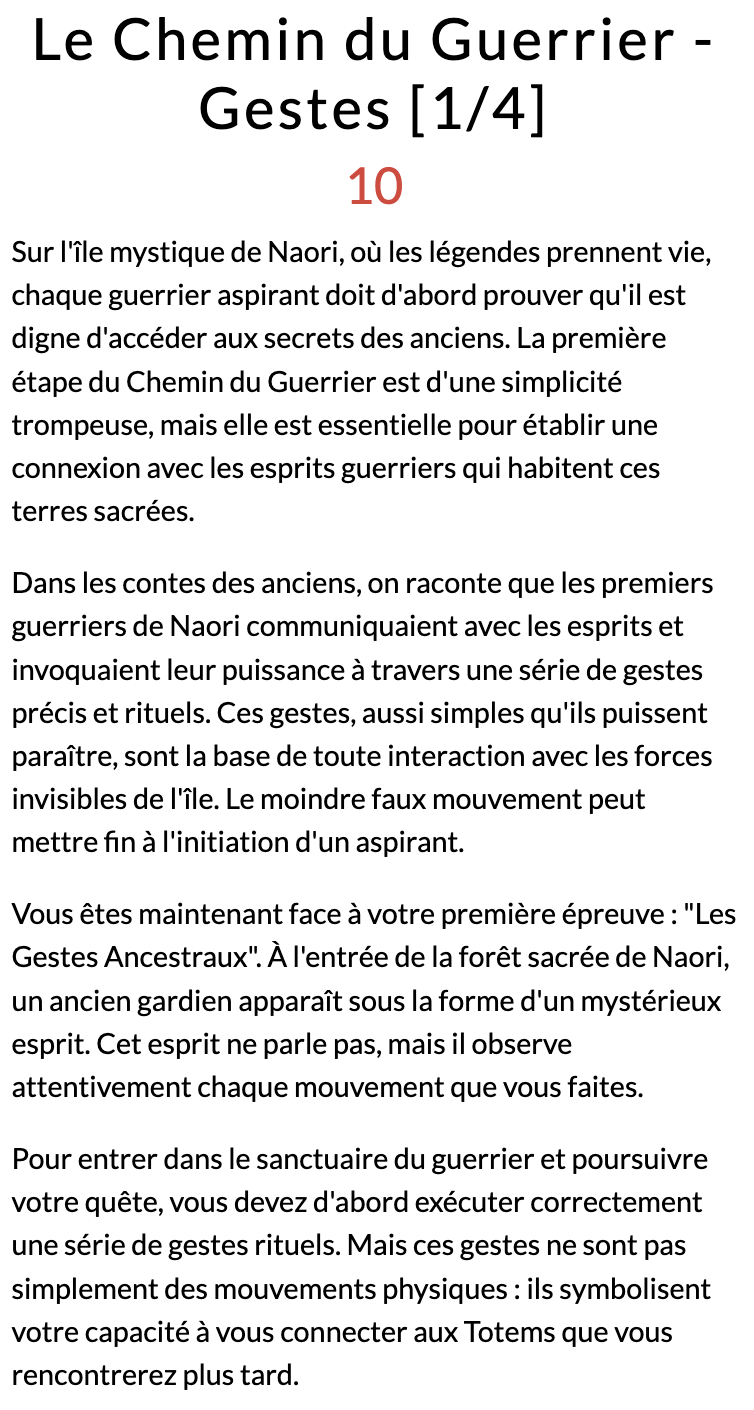 Le Chemin du Guerrier -
Gestes [1/4]
10
Sur l'île mystique de Naori, où les légendes prennent vie,
chaque guerrier aspirant doit d'abord prouver qu'il est
digne d'accéder aux secrets des anciens. La première
étape du Chemin du Guerrier est d'une simplicité
trompeuse, mais elle est essentielle pour établir une
connexion avec les esprits guerriers qui habitent ces
terres sacrées.
Dans les contes des anciens, on raconte que les premiers
guerriers de Naori communiquaient avec les esprits et
invoquaient leur puissance à travers une série de gestes
précis et rituels. Ces gestes, aussi simples qu'ils puissent
paraître, sont la base de toute interaction avec les forces
invisibles de l'île. Le moindre faux mouvement peut
mettre fin à l'initiation d'un aspirant.
Vous êtes maintenant face à votre première épreuve : "Les
Gestes Ancestraux". À l'entrée de la forêt sacrée de Naori,
un ancien gardien apparaît sous la forme d'un mystérieux
esprit. Cet esprit ne parle pas, mais il observe
attentivement chaque mouvement que vous faites.
Pour entrer dans le sanctuaire du guerrier et poursuivre
votre quête, vous devez d'abord exécuter correctement
une série de gestes rituels. Mais ces gestes ne sont pas
simplement des mouvements physiques : ils symbolisent
votre capacité à vous connecter aux Totems que vous
rencontrerez plus tard.